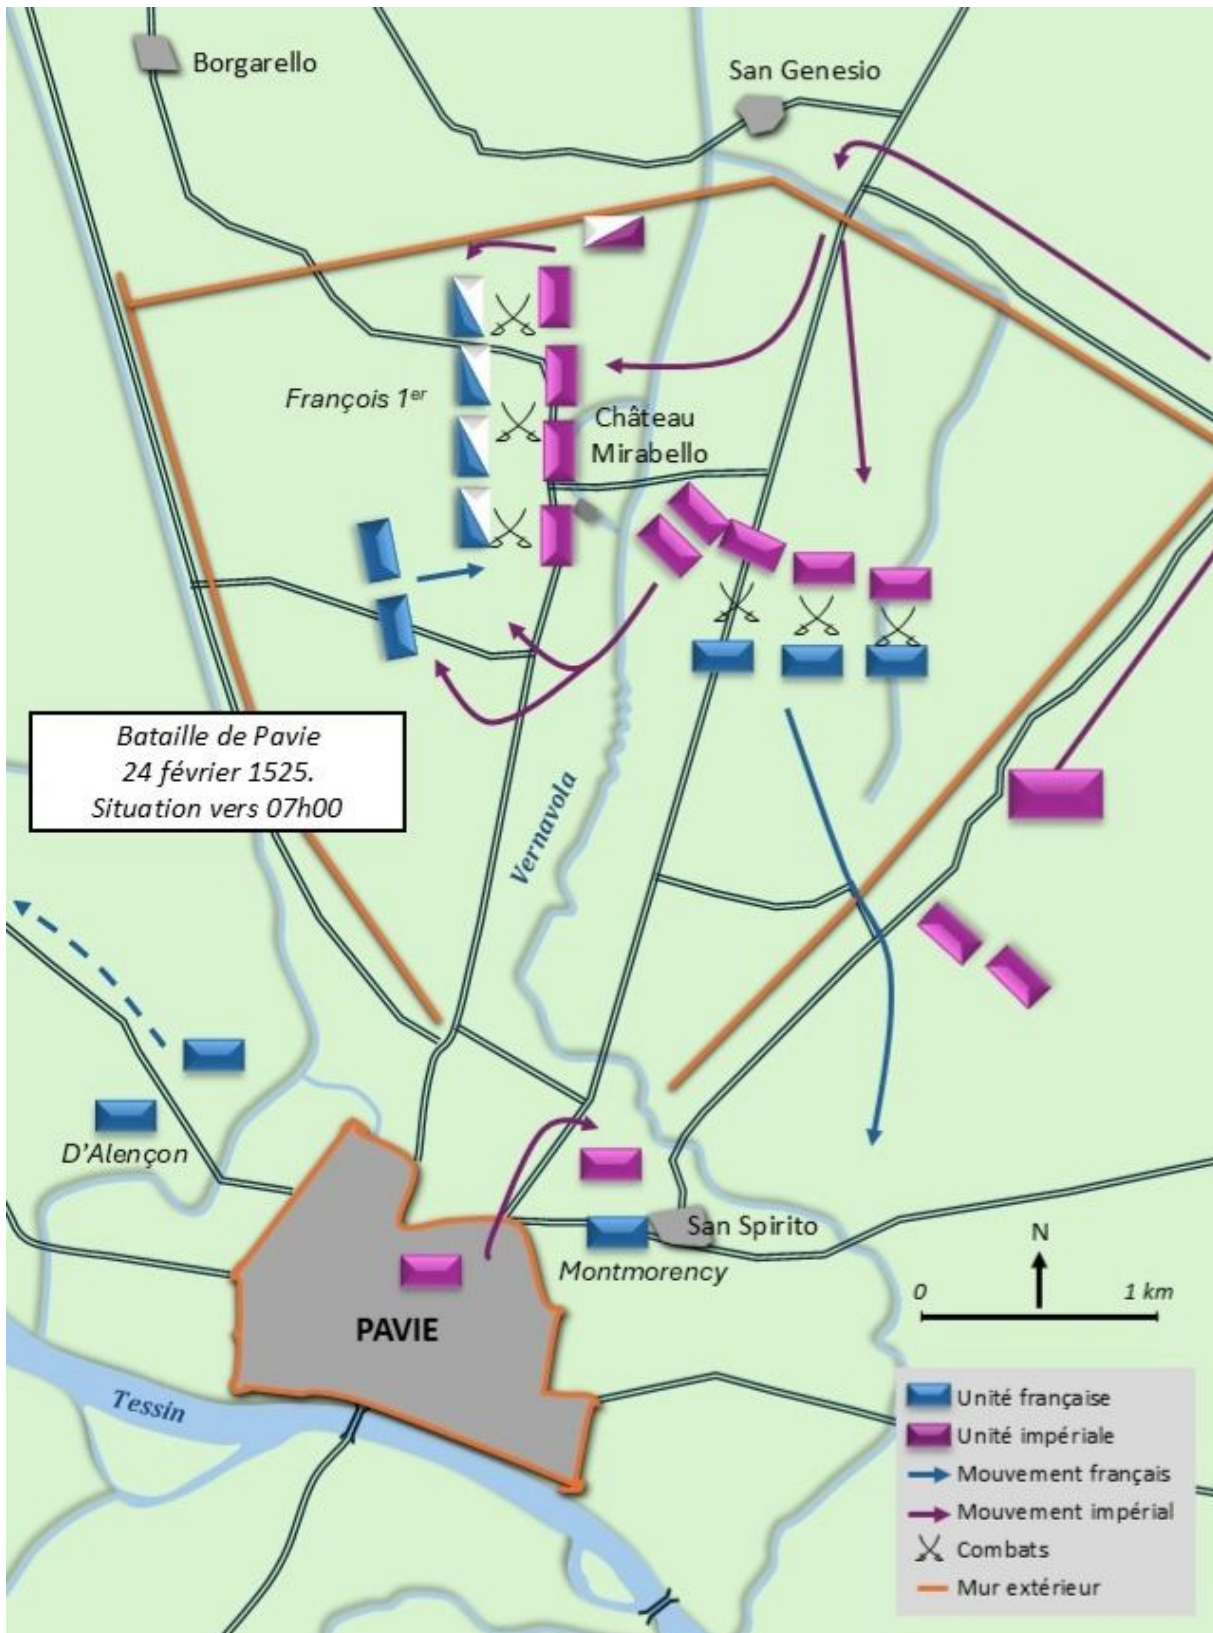 Borgarello
San Genesio
François 1er
Château
Mirabello
Bataille de Pavie
24 février 1525.
Situation vers 07h00
Vernavola
D'Alençon
San Spirito
Montmorency
PAVIE
Tessin
N
0 1 km
Unité française
Unité impériale
Mouvement français
Mouvement impérial
Combats
Mur extérieur